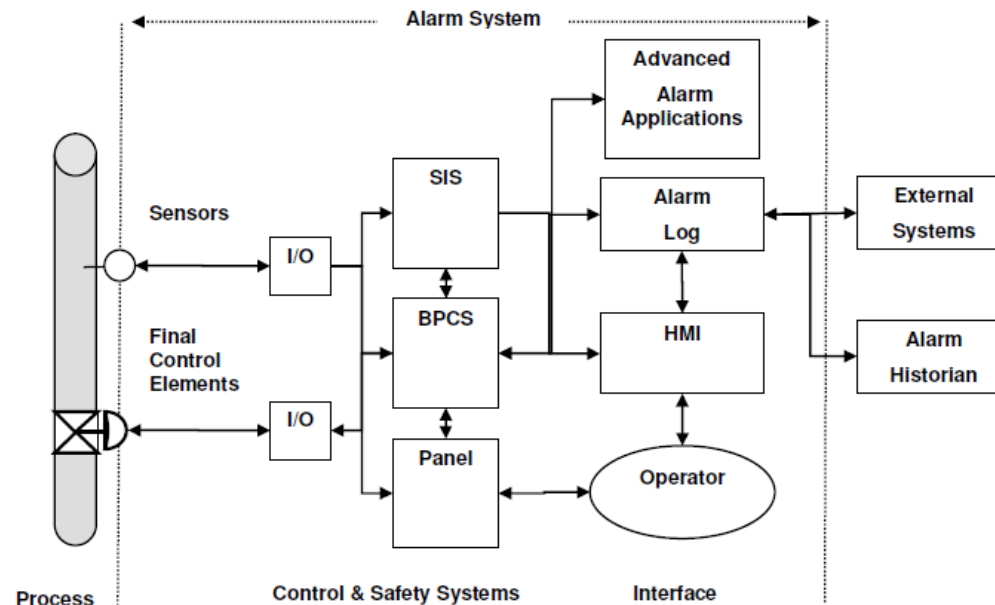 Alarm System
Advanced
Alarm
Applications
SIS
Sensors
Alarm
Log
External
Systems
I/O
BPCS
HMI
Final
Control
Elements
Alarm
Historian
I/O
Panel
Operator
Process
Control & Safety Systems
Interface